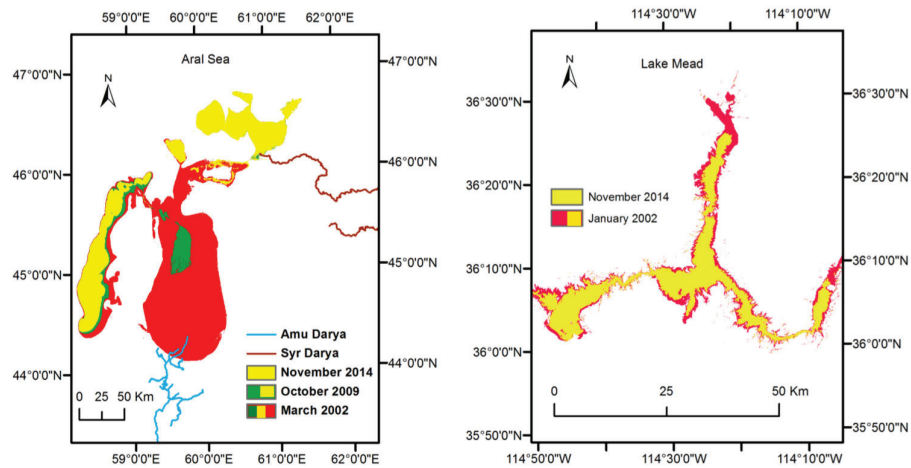 59°0'0"E 60°0'0"E 61°0'0"E 62°0'0"E
Aral Sea
47°0'0"N
46°0'0"N
45°0'0"N
44°0'0"N
N
47°0'0"N
46°0'0"N
45°0'0"N
44°0'0"N
Amu Darya
Syr Darya
November 2014
October 2009
March 2002
0 25 50 Km
59°0'0"E 60°0'0"E 61°0'0"E
114°30'0"W 114°10'0"W
Lake Mead
N
36°30'0"N
36°20'0"N
36°10'0"N
36°0'0"N
35°50'0"N
November 2014
January 2002
36°30'0"N
36°20'0"N
36°10'0"N
36°0'0"N
35°50'0"N
0 25 50 Km
114°50'0"W 114°30'0"W 114°10'0"W